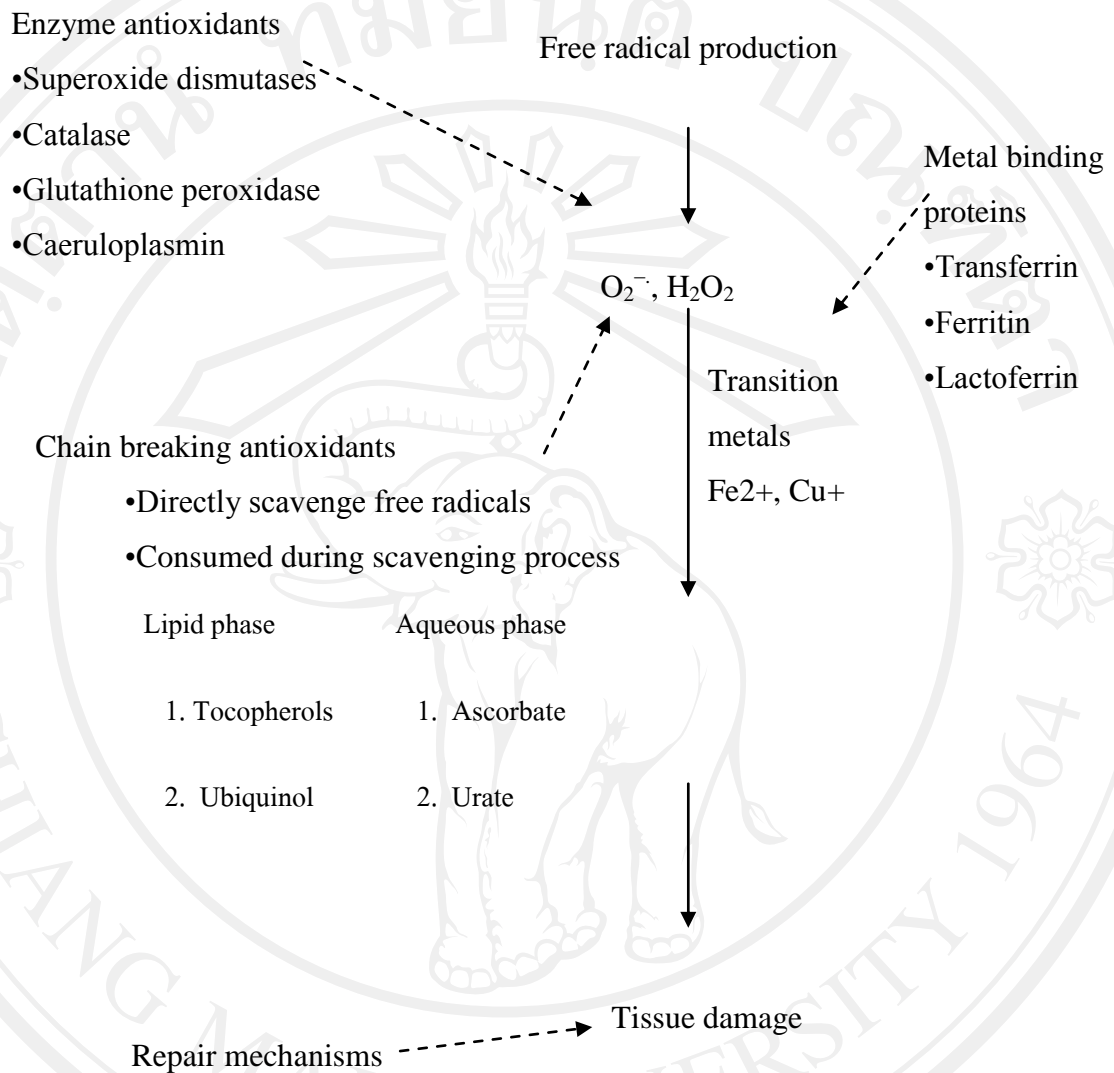 Enzyme antioxidants
•Superoxide dismutases
•Catalase
•Glutathione peroxidase
•Caeruloplasmin
Free radical production
Metal binding
proteins
•Transferrin
•Ferritin
•Lactoferrin
O₂⁻·, H₂O₂
Transition
metals
Fe2+, Cu+
Chain breaking antioxidants
•Directly scavenge free radicals
•Consumed during scavenging process
Lipid phase Aqueous phase
1. Tocopherols 1. Ascorbate
2. Ubiquinol 2. Urate
Tissue damage
Repair mechanisms